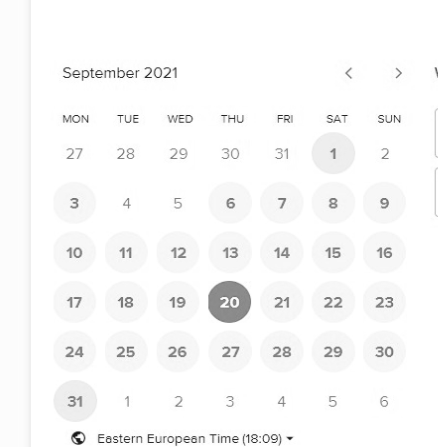 September 2021
MON TUE WED THU FRI SAT SUN
27 28 29 30 31 1 2
3 4 5 6 7 8 9
10 11 12 13 14 15 16
17 18 19 20 21 22 23
24 25 26 27 28 29 30
31 1 2 3 4 5 6
Eastern European Time (18:09)